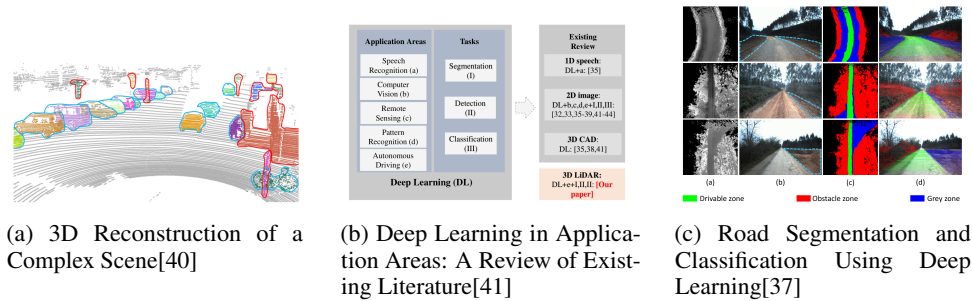 Application Areas
Speech
Recognition (a)
Computer
Vision (b)
Remote
Sensing (c)
Pattern
Recognition (d)
Autonomous
Driving (e)
Tasks
Segmentation
(I)
Detection
(II)
Classification
(III)
Deep Learning (DL)
Existing
Review
1D speech:
DL+a: [35]
2D image:
DL+b,c,d,e+I,II,III:
[32,33,35-39,41-44]
3D CAD:
DL: [35,38,41]
3D LiDAR:
DL+e+I,II,II: [Our
paper]
(a) (b) (c) (d)
Drivable zone Obstacle zone Grey zone
(a) 3D Reconstruction of a
Complex Scene[40]
(b) Deep Learning in Applica-
tion Areas: A Review of Exist-
ing Literature[41]
(c) Road Segmentation and
Classification Using Deep
Learning[37]